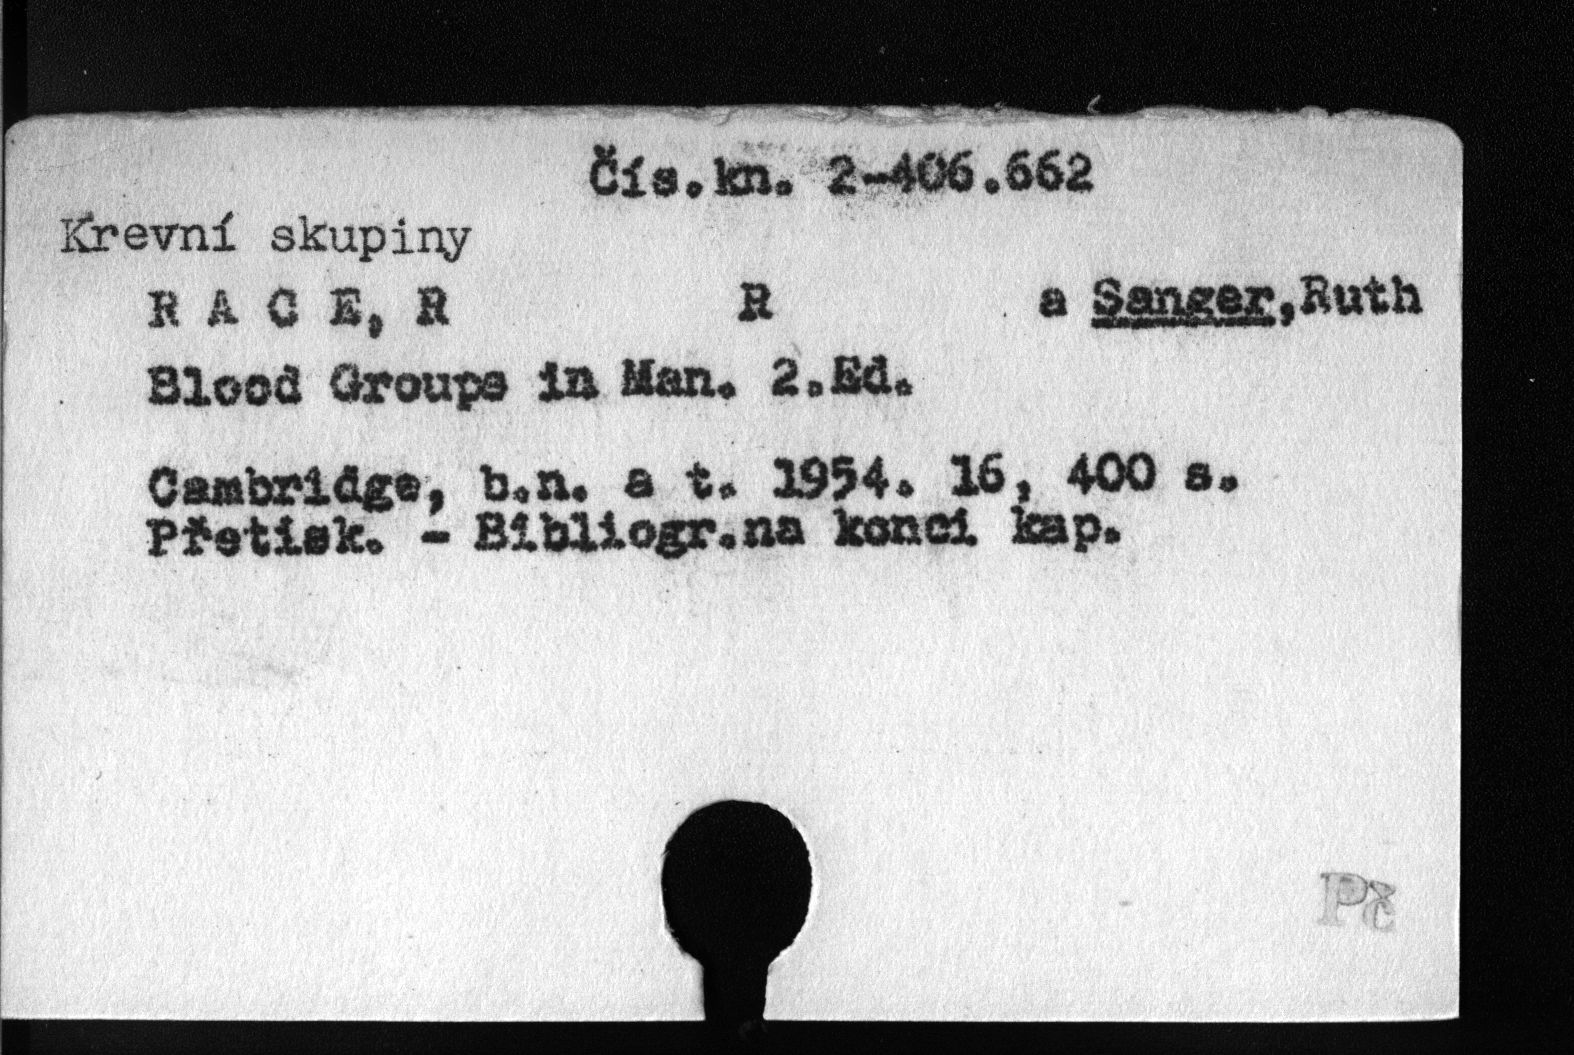 Čís.kn. 2-406.662
Krevní skupiny
R A C E, R R a Sanger,Ruth
Blood Groups in Man. 2.Ed.
Cambridge, b.n. a t. 1954. 16, 400 s.
Přetisk. - Bibliogr.na konci kap.
Pč